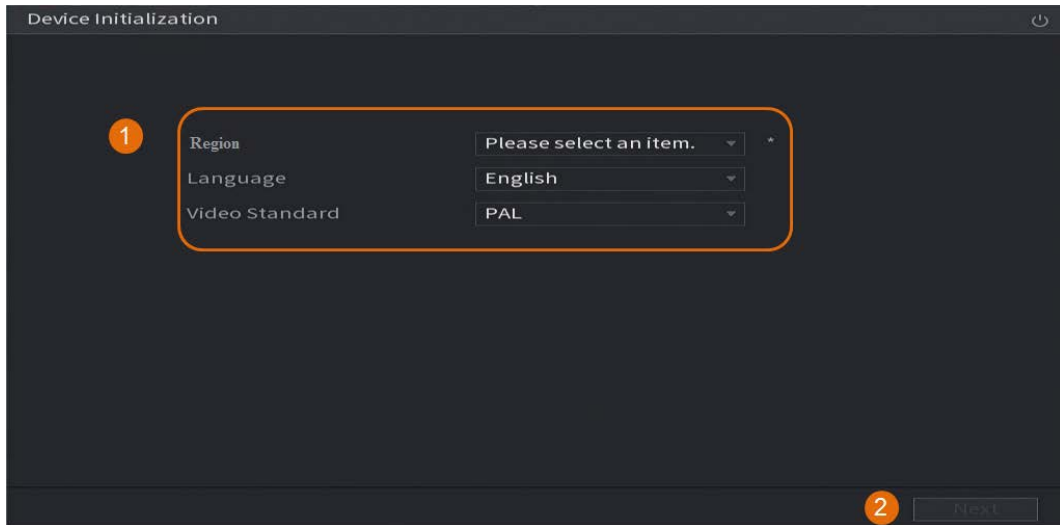 Device Initialization
1
Region Please select an item. *
Language English
Video Standard PAL
2 Next